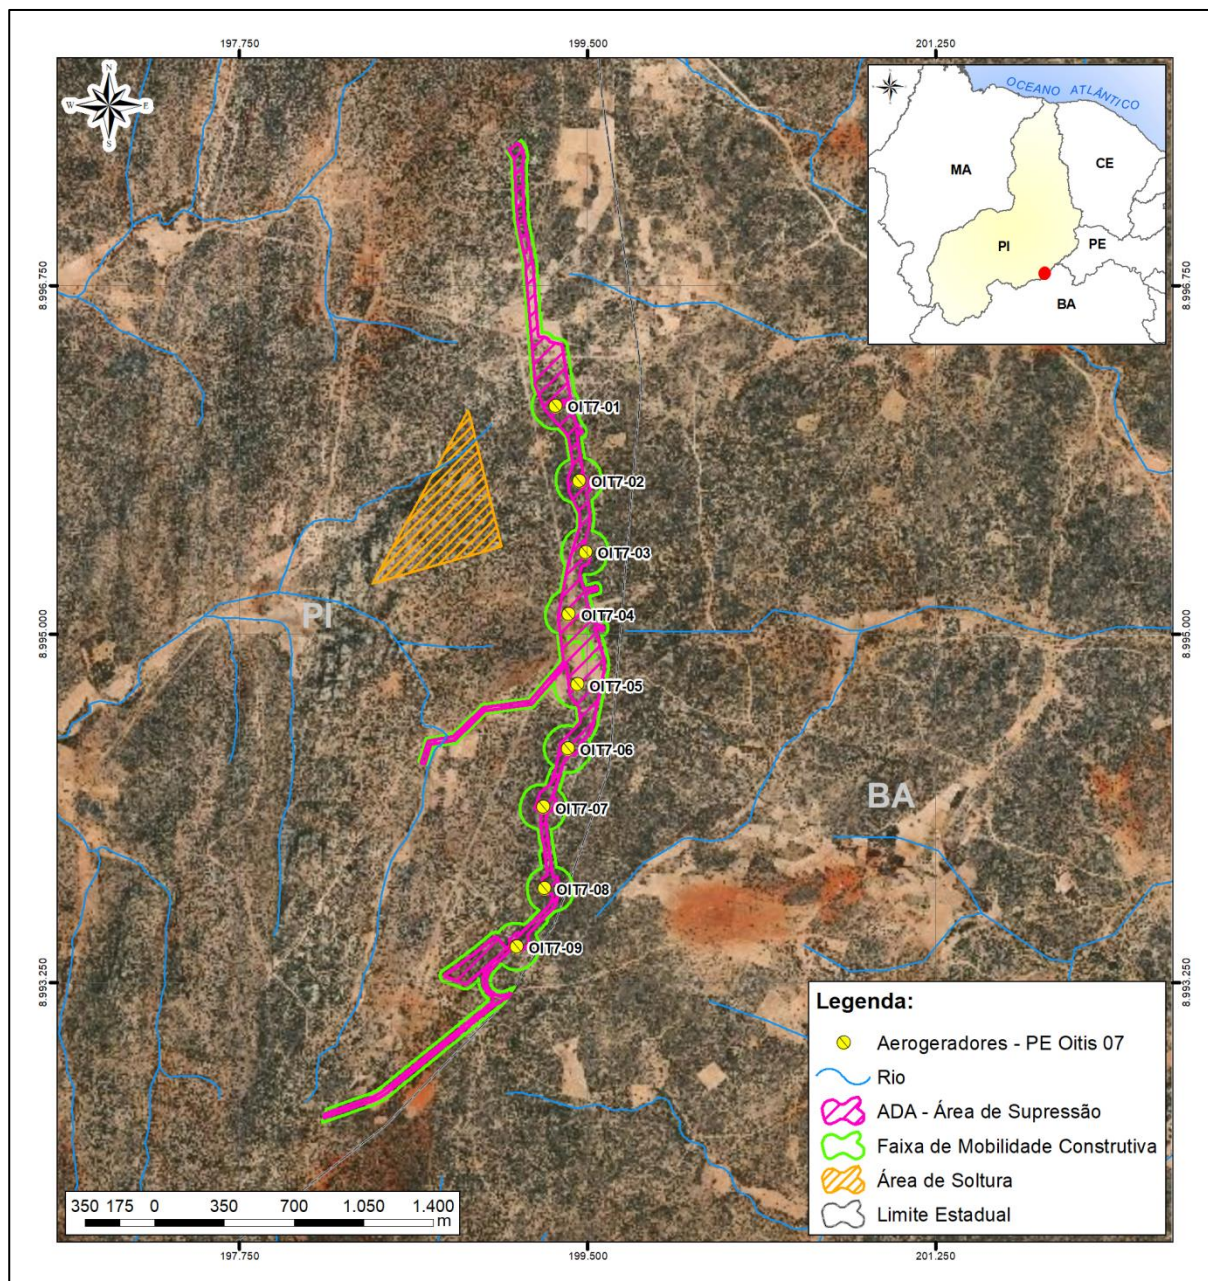 197.750
199.500
201.250
N
W
E
S
OCEANO ATLÂNTICO
MA
CE
PI
PE
BA
8.996.750
8.996.750
OIT7-01
OIT7-02
OIT7-03
OIT7-04
PI
8.995.000
8.995.000
OIT7-05
OIT7-06
OIT7-07
BA
OIT7-08
OIT7-09
8.993.250
8.993.250
Legenda:
Aerogeradores - PE Oitis 07
Rio
ADA - Área de Supressão
Faixa de Mobilidade Construtiva
Área de Soltura
Limite Estadual
350 175 0 350 700 1.050 1.400
m
197.750
199.500
201.250